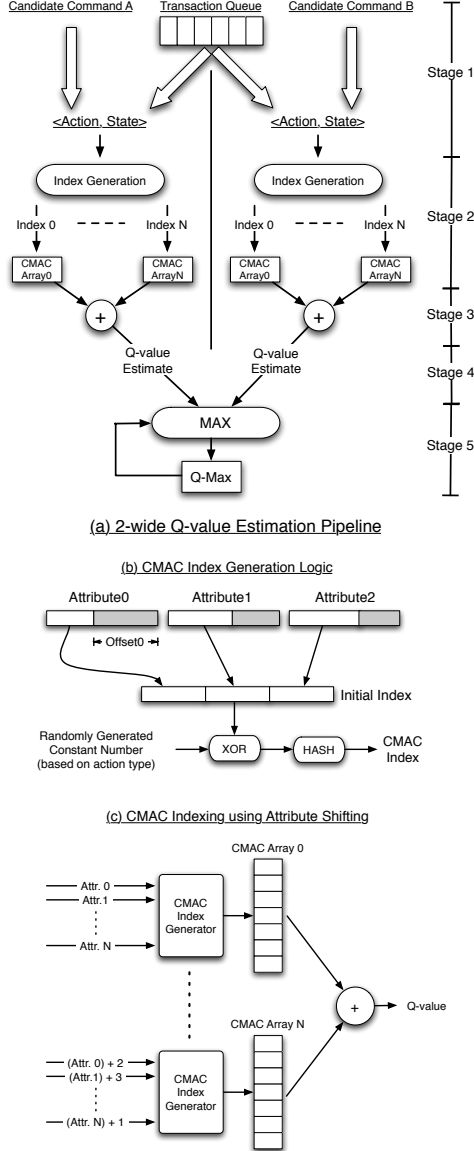 Candidate Command A
Transaction Queue
Candidate Command B
Stage 1
<Action, State>
<Action, State>
Index Generation
Index Generation
Stage 2
Index 0
Index N
Index 0
Index N
CMAC
Array0
CMAC
ArrayN
CMAC
Array0
CMAC
ArrayN
+
+
Stage 3
Q-value
Estimate
Q-value
Estimate
Stage 4
MAX
Stage 5
Q-Max
(a) 2-wide Q-value Estimation Pipeline
(b) CMAC Index Generation Logic
Attribute0
Attribute1
Attribute2
Offset0
Initial Index
Randomly Generated
Constant Number
(based on action type)
XOR
HASH
CMAC
Index
(c) CMAC Indexing using Attribute Shifting
CMAC Array 0
Attr. 0
Attr.1
Attr. N
CMAC
Index
Generator
+
Q-value
CMAC Array N
(Attr. 0) + 2
(Attr.1) + 3
(Attr. N) + 1
CMAC
Index
Generator